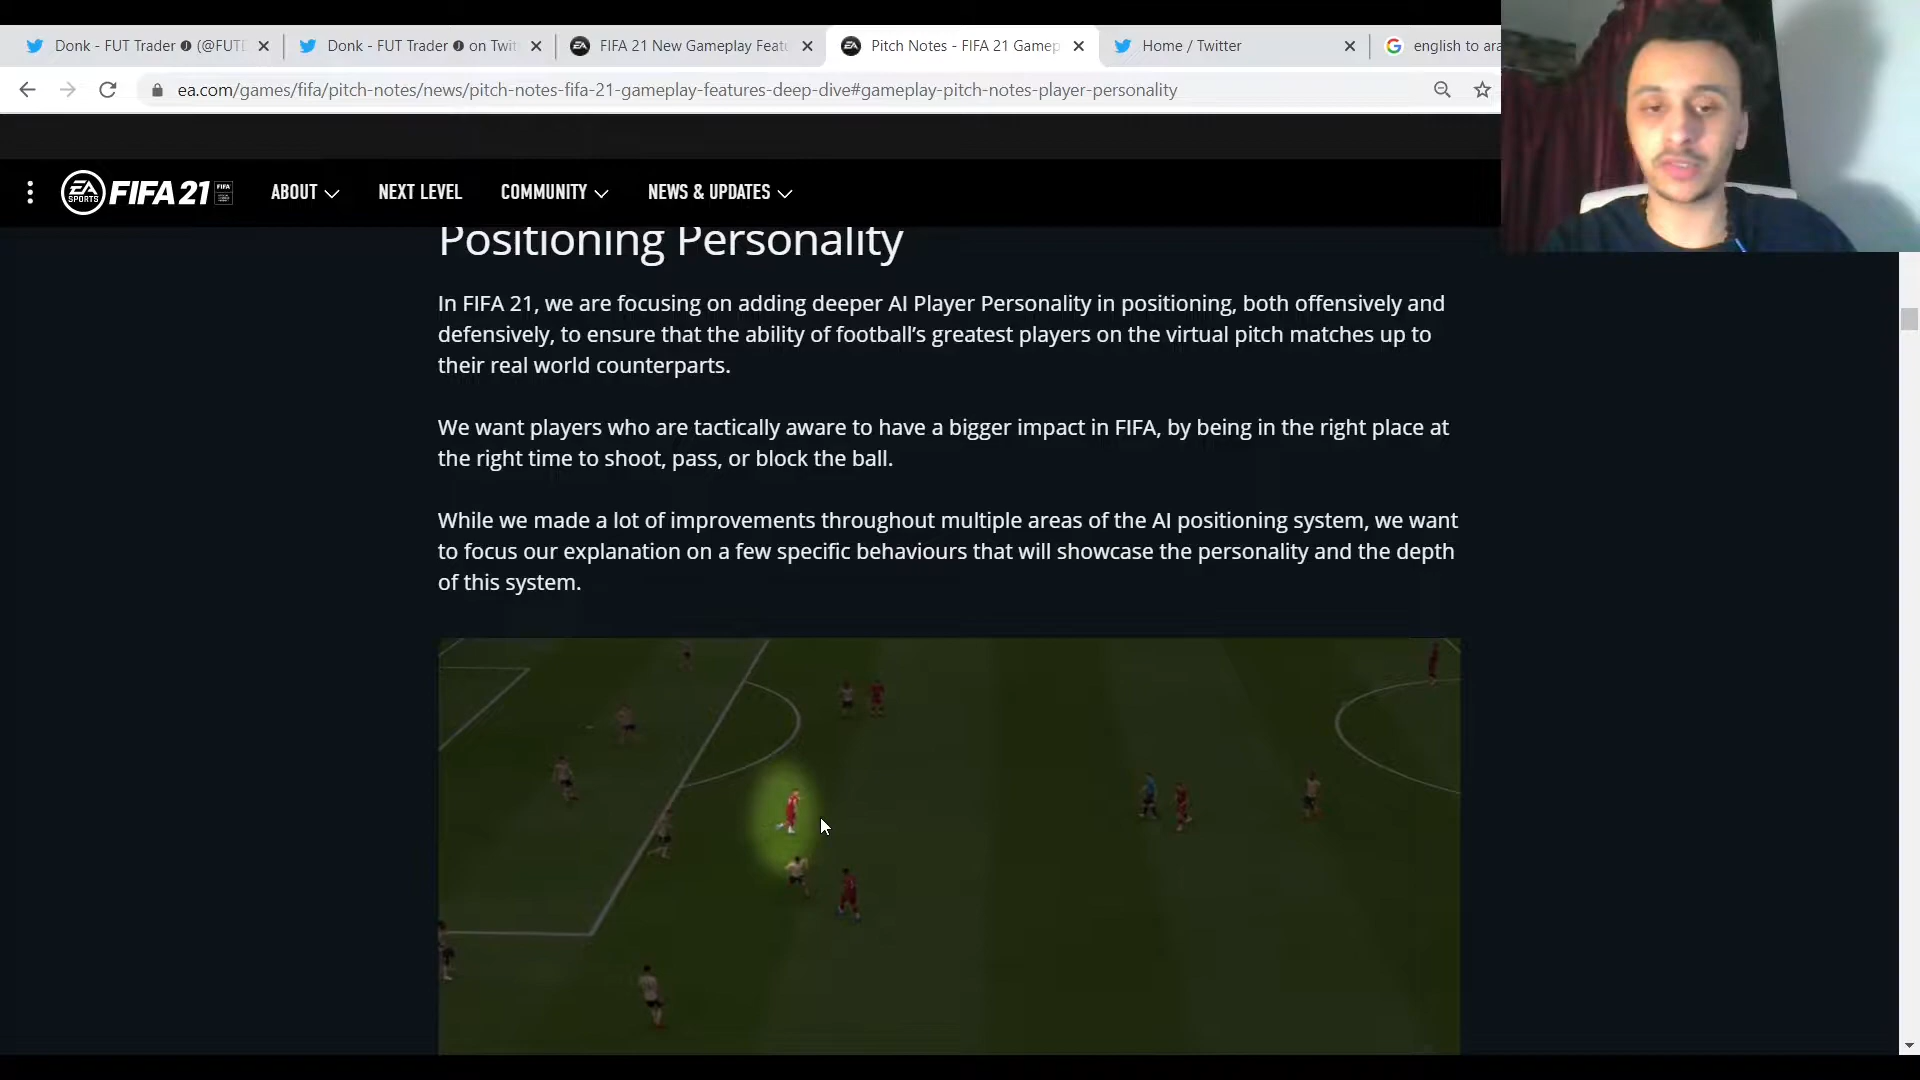 Donk - FUT Trader (@FUTD
Donk - FUT Trader on Twit
FIFA 21 New Gameplay Feat
Pitch Notes - FIFA 21 Gamep
Home / Twitter
english to ara
ea.com/games/fifa/pitch-notes/news/pitch-notes-fifa-21-gameplay-features-deep-dive#gameplay-pitch-notes-player-personality
EA SPORTS FIFA 21 FIFA
ABOUT
NEXT LEVEL
COMMUNITY
NEWS & UPDATES
Positioning Personality
In FIFA 21, we are focusing on adding deeper AI Player Personality in positioning, both offensively and
defensively, to ensure that the ability of football’s greatest players on the virtual pitch matches up to
their real world counterparts.
We want players who are tactically aware to have a bigger impact in FIFA, by being in the right place at
the right time to shoot, pass, or block the ball.
While we made a lot of improvements throughout multiple areas of the AI positioning system, we want
to focus our explanation on a few specific behaviours that will showcase the personality and the depth
of this system.